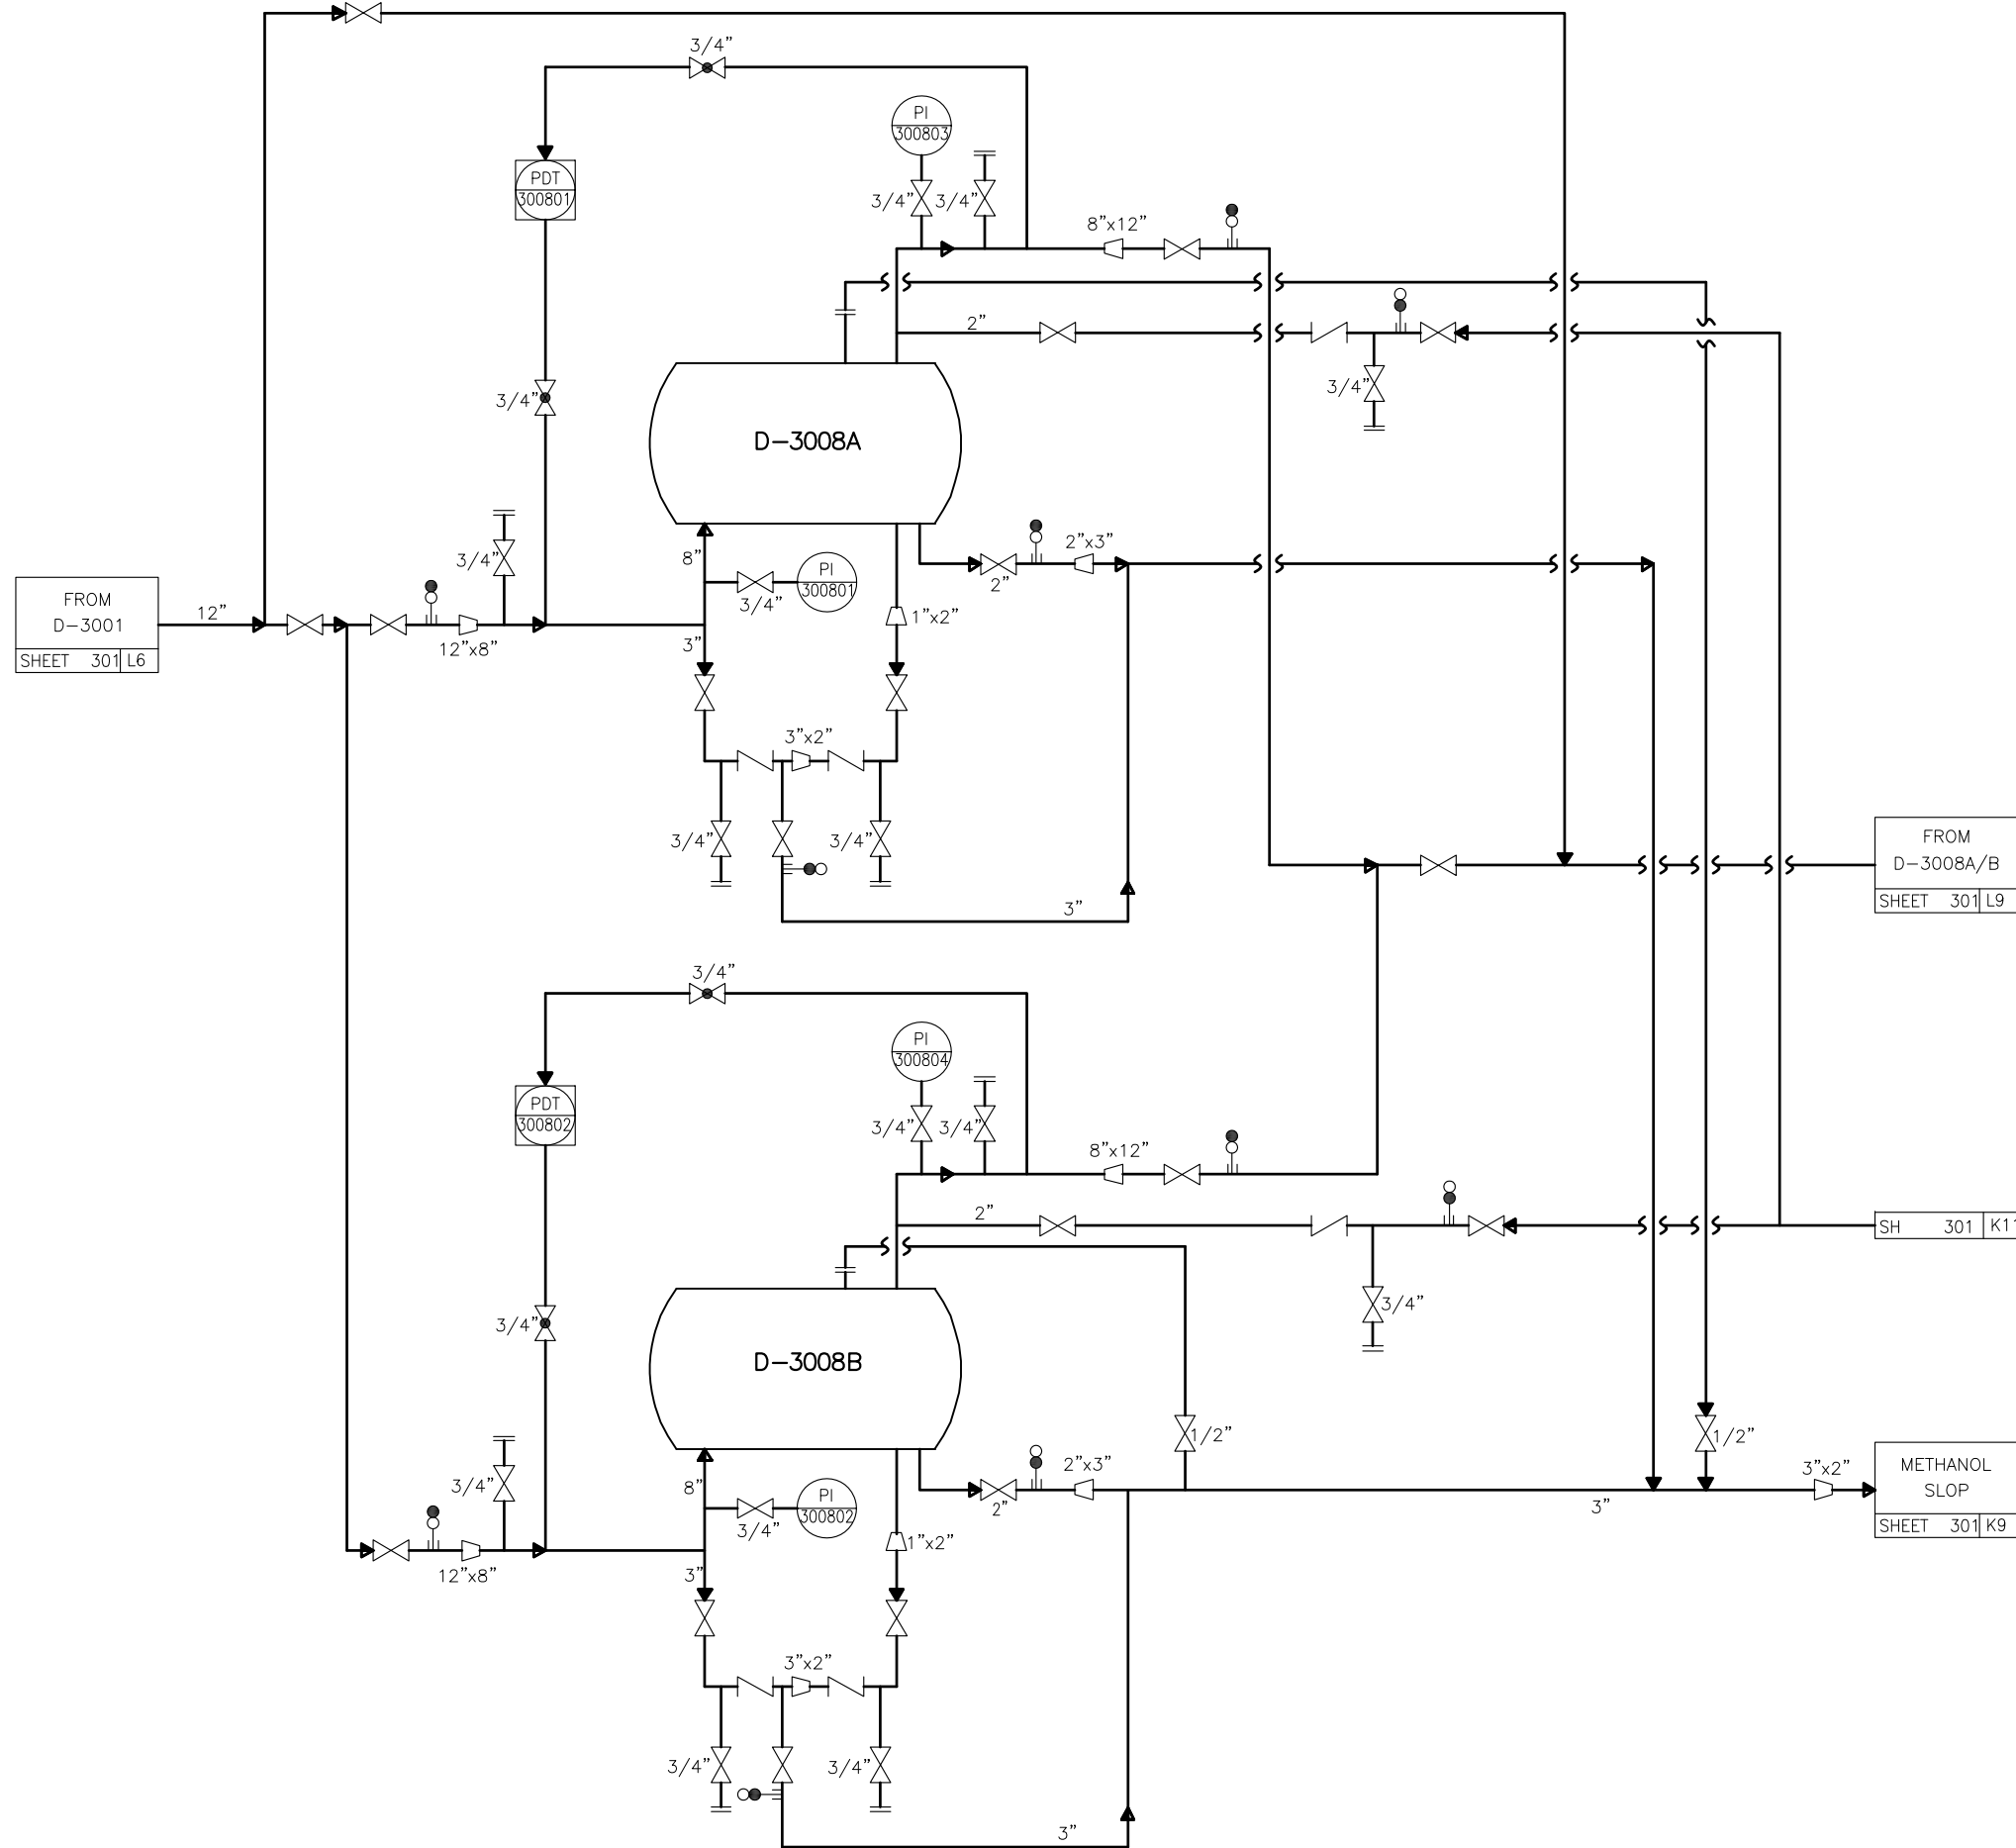 3/4"
PI
300803
PDT
300801
3/4"
3/4"
8"x12"
2"
3/4"
3/4"
D-3008A
3/4"
8"
PI
300801
3/4"
2"x3"
2"
FROM
D-3001
SHEET 301 L6
12"
12"x8"
3"
1"x2"
3"x2"
3/4"
3/4"
3"
FROM
D-3008A/B
SHEET 301 L9
3/4"
PI
300804
PDT
300802
3/4"
3/4"
8"x12"
2"
SH 301 K11
3/4"
3/4"
D-3008B
1/2"
1/2"
3/4"
8"
PI
300802
3/4"
2"x3"
2"
3"
3"x2"
METHANOL
SLOP
SHEET 301 K9
12"x8"
3"
1"x2"
3"x2"
3/4"
3/4"
3"